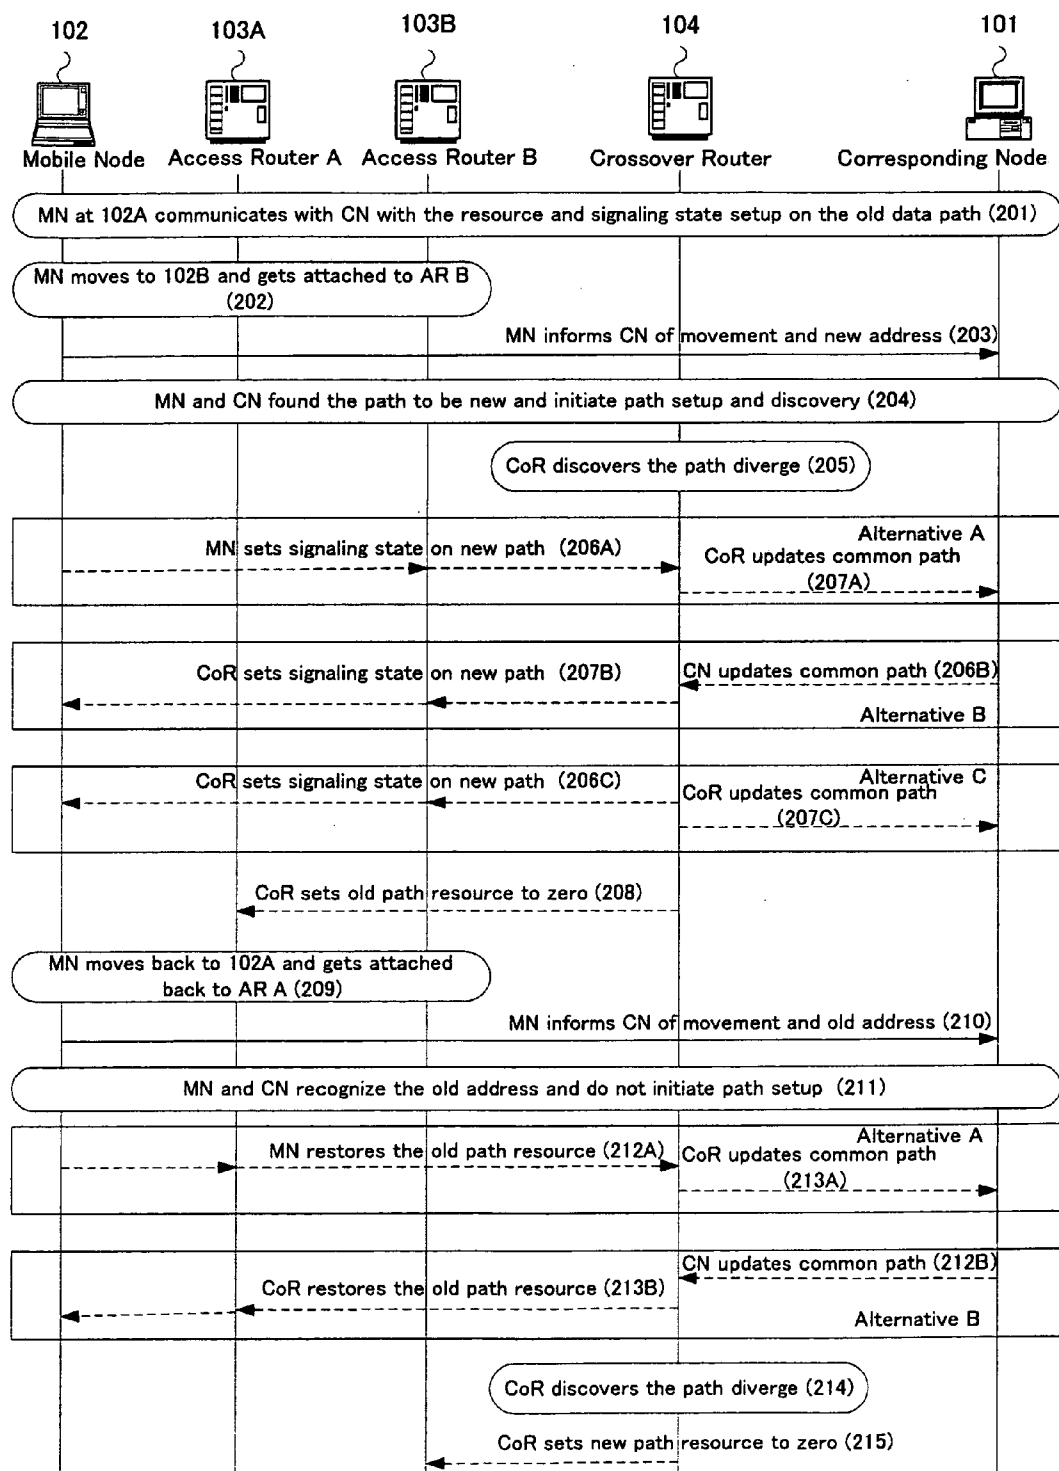 102
103A
103B
104
101
Mobile Node
Access Router A
Access Router B
Crossover Router
Corresponding Node
MN at 102A communicates with CN with the resource and signaling state setup on the old data path (201)
MN moves to 102B and gets attached to AR B
(202)
MN informs CN of movement and new address (203)
MN and CN found the path to be new and initiate path setup and discovery (204)
CoR discovers the path diverge (205)
Alternative A
MN sets signaling state on new path (206A)
CoR updates common path
(207A)
CoR sets signaling state on new path (207B)
CN updates common path (206B)
Alternative B
Alternative C
CoR sets signaling state on new path (206C)
CoR updates common path
(207C)
CoR sets old path resource to zero (208)
MN moves back to 102A and gets attached
back to AR A (209)
MN informs CN of movement and old address (210)
MN and CN recognize the old address and do not initiate path setup (211)
Alternative A
MN restores the old path resource (212A)
CoR updates common path
(213A)
CN updates common path (212B)
CoR restores the old path resource (213B)
Alternative B
CoR discovers the path diverge (214)
CoR sets new path resource to zero (215)